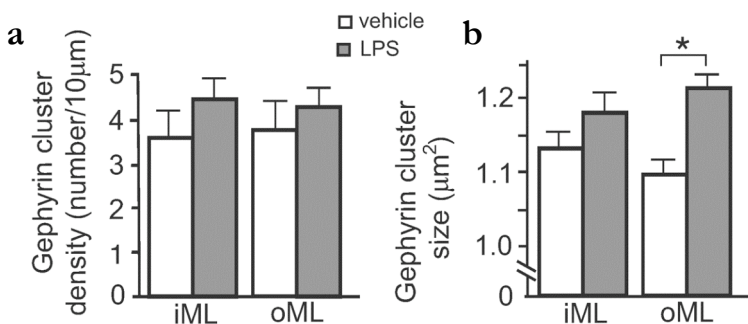 a
vehicle
LPS
b
Gephyrin cluster
density (number/10μm)
5
4
3
2
1
0
iML
oML
Gephyrin cluster
size (μm²)
1.2
1.1
1.0
0
*
iML
oML